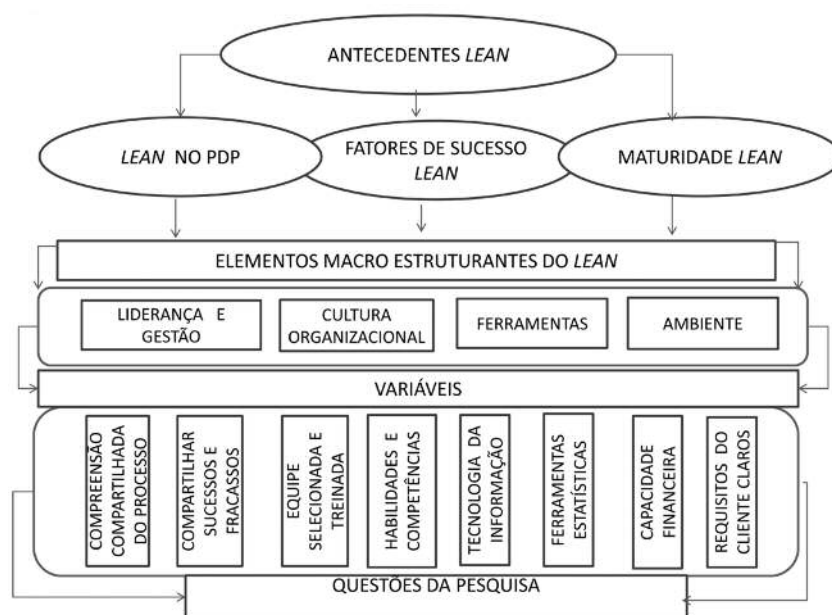 ANTECEDENTES LEAN
LEAN NO PDP
FATORES DE SUCESSO
LEAN
MATURIDADE LEAN
ELEMENTOS MACRO ESTRUTURANTES DO LEAN
LIDERANÇA E
GESTÃO
CULTURA
ORGANIZACIONAL
FERRAMENTAS
AMBIENTE
VARIÁVEIS
COMPREENSÃO
COMPARTILHADA
DO PROCESSO
COMPARTILHAR
SUCESSOS E
FRACASSOS
EQUIPE
SELECIONADA E
TREINADA
HABILIDADES E
COMPETÊNCIAS
TECNOLOGIA DA
INFORMAÇÃO
FERRAMENTAS
ESTATÍSTICAS
CAPACIDADE
FINANCEIRA
REQUISITOS DO
CLIENTE CLAROS
QUESTÕES DA PESQUISA